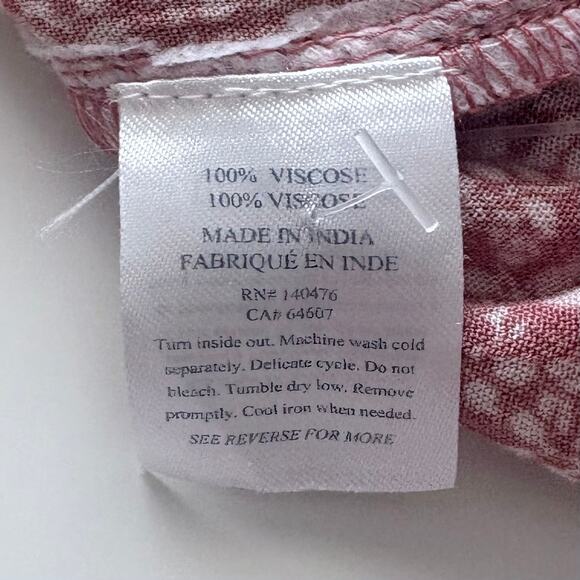 100% VISCOSE
100% VISCOSE
MADE IN INDIA
FABRIQUÉ EN INDE
RN# 140476
CA# 64607
Turn inside out. Machine wash cold
separately. Delicate cycle. Do not
bleach. Tumble dry low. Remove
promptly. Cool iron when needed.
SEE REVERSE FOR MORE